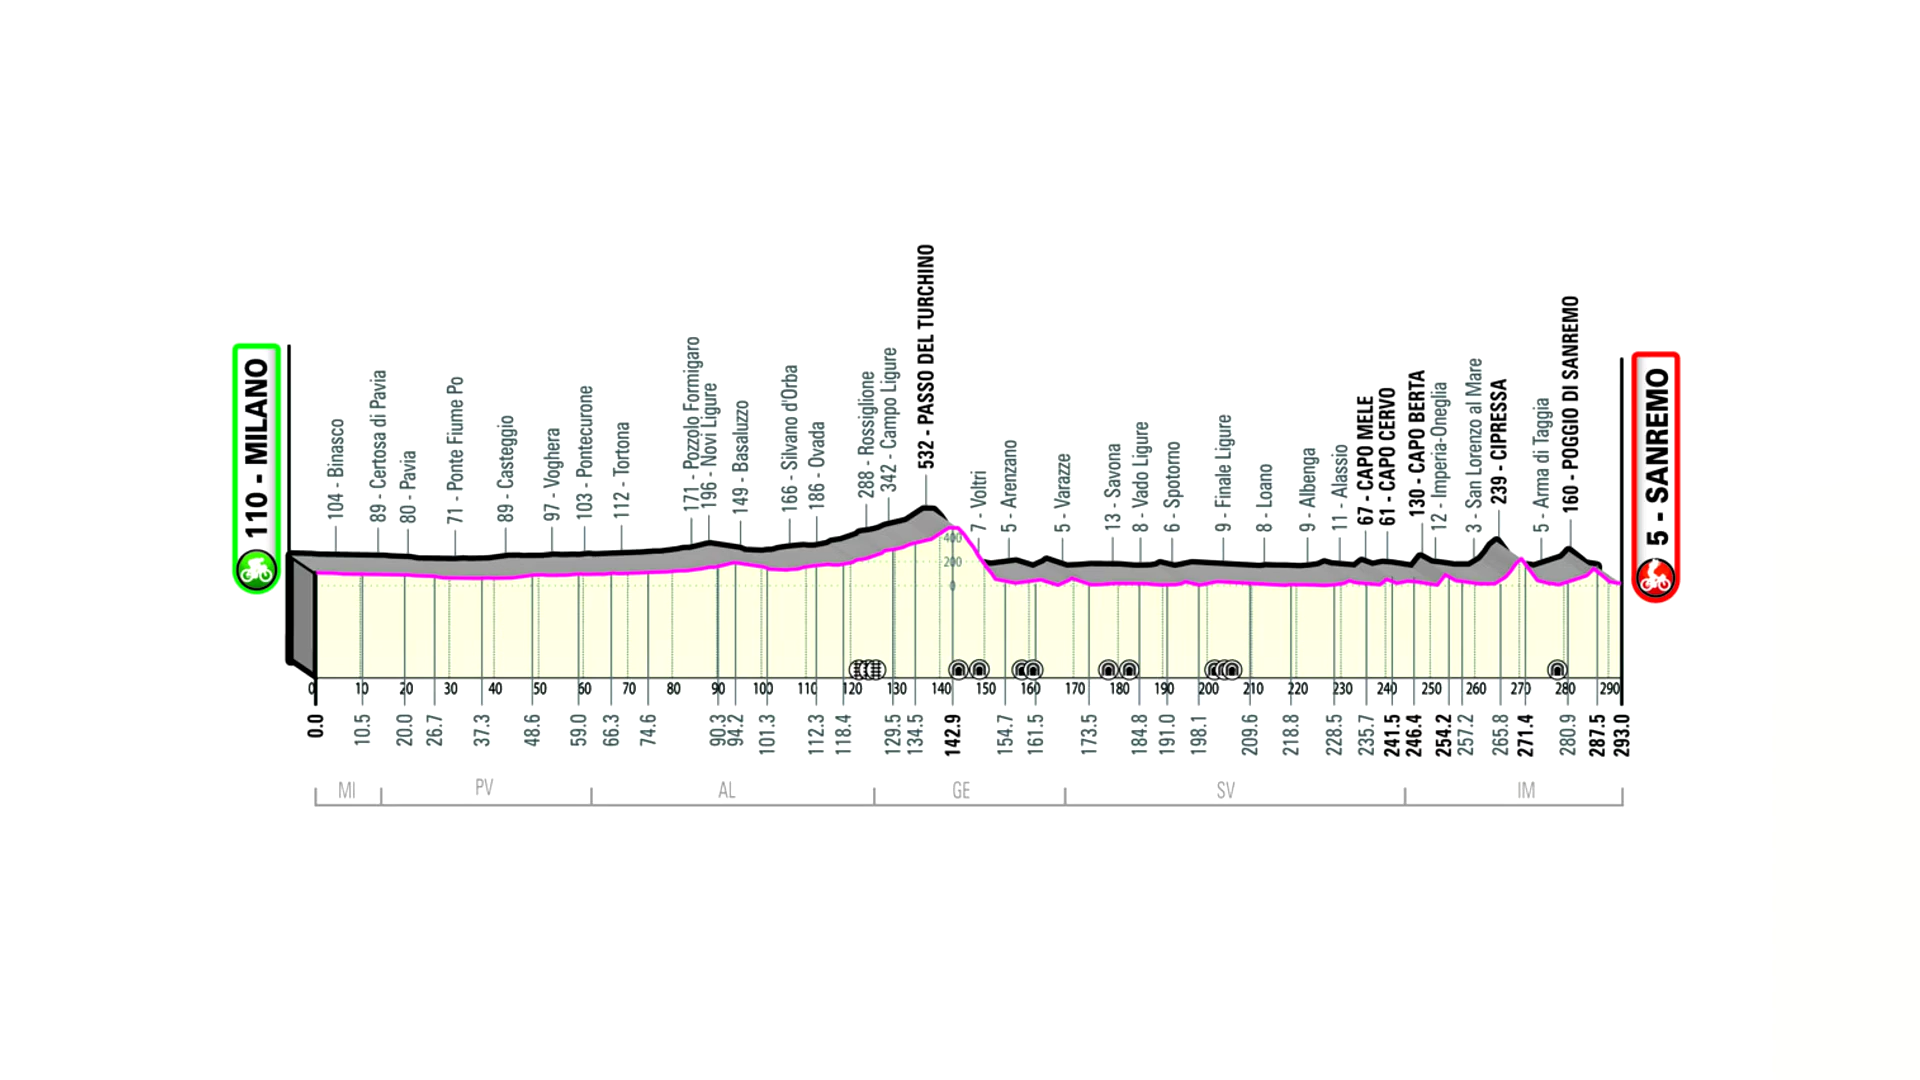 110 - MILANO
104 - Binasco
89 - Certosa di Pavia
80 - Pavia
71 - Ponte Fiume Po
89 - Casteggio
97 - Voghera
103 - Pontecurone
112 - Tortona
171 - Pozzolo Formigaro
196 - Novi Ligure
149 - Basaluzzo
166 - Silvano d'Orba
186 - Ovada
288 - Rossiglione
342 - Campo Ligure
532 - PASSO DEL TURCHINO
7 - Voltri
5 - Arenzano
5 - Varazze
13 - Savona
8 - Vado Ligure
6 - Spotorno
9 - Finale Ligure
8 - Loano
9 - Albenga
11 - Alassio
67 - CAPO MELE
61 - CAPO CERVO
130 - CAPO BERTA
12 - Imperia-Oneglia
3 - San Lorenzo al Mare
239 - CIPRESSA
5 - Arma di Taggia
160 - POGGIO DI SANREMO
5 - SANREMO
400
200
0
0 10 20 30 40 50 60 70 80 90 100 110 120 130 140 150 160 170 180 190 200 210 220 230 240 250 260 270 280 290
0.0 10.5 20.0 26.7 37.3 48.6 59.0 66.3 74.6 90.3 94.2 101.3 112.3 118.4 129.5 134.5 142.9 154.7 161.5 173.5 184.8 191.0 198.1 209.6 218.8 228.5 235.7 241.5 246.4 254.2 257.2 265.8 271.4 280.9 287.5 293.0
MI PV AL GE SV IM